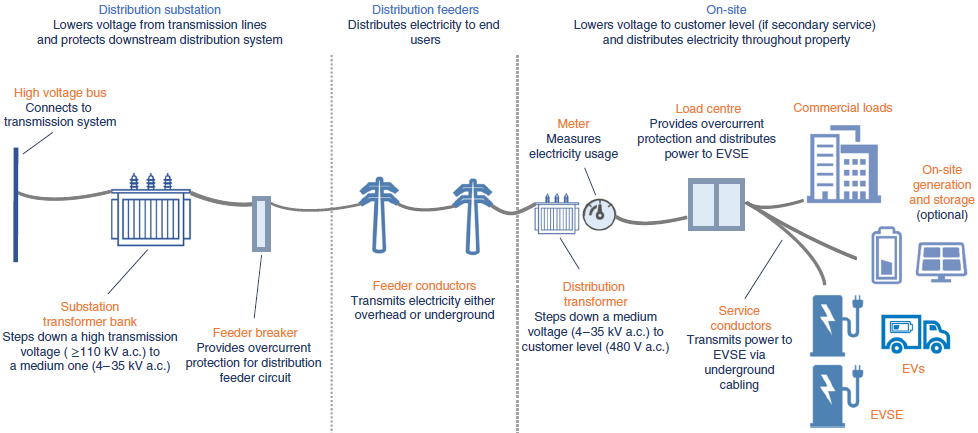 Distribution substation
Lowers voltage from transmission lines
and protects downstream distribution system
Distribution feeders
Distributes electricity to end
users
On-site
Lowers voltage to customer level (if secondary service)
and distributes electricity throughout property
High voltage bus
Connects to
transmission system
Substation
transformer bank
Steps down a high transmission
voltage ( ≥110 kV a.c.) to
a medium one (4–35 kV a.c.)
Feeder breaker
Provides overcurrent
protection for distribution
feeder circuit
Feeder conductors
Transmits electricity either
overhead or underground
Meter
Measures
electricity usage
Distribution
transformer
Steps down a medium
voltage (4–35 kV a.c.) to
customer level (480 V a.c.)
Load centre
Provides overcurrent
protection and distributes
power to EVSE
Service
conductors
Transmits power to
EVSE via
underground
cabling
Commercial loads
On-site
generation
and storage
(optional)
EVs
EVSE